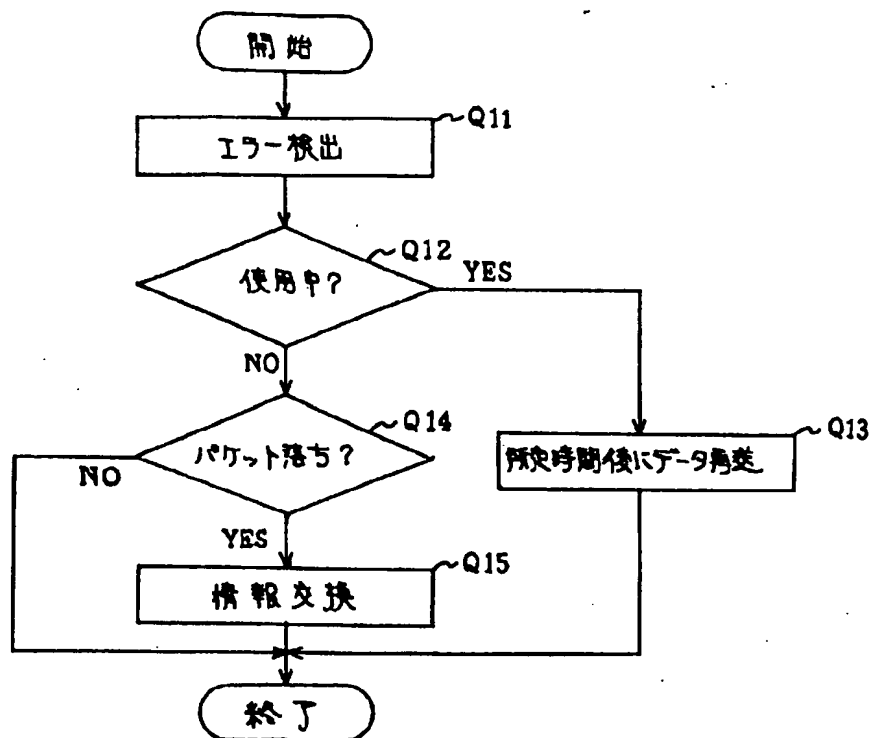 開始
Q11
エラー検出
Q12
使用中?
YES
NO
Q14
パケット落ち?
NO
Q13
所定時間後にデータ再送
YES
Q15
情報交換
終了